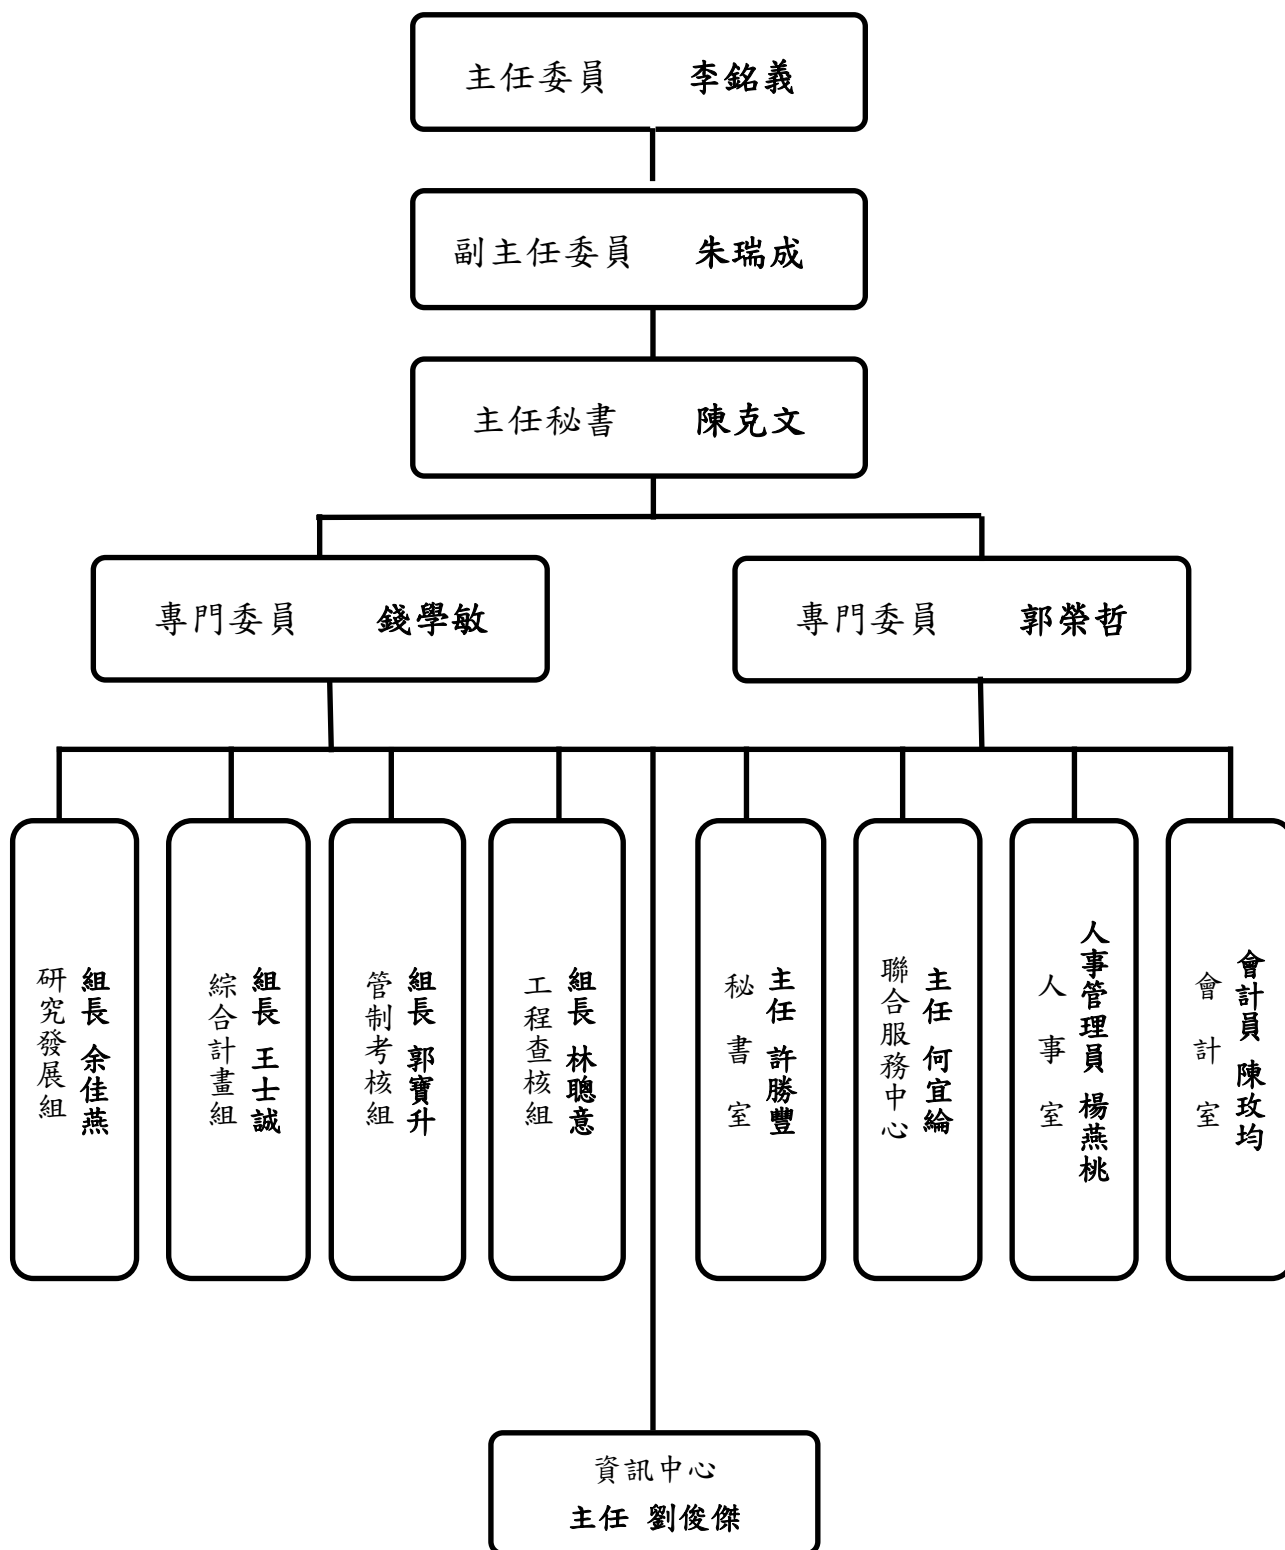 主任委員 李銘義
副主任委員 朱瑞成
主任秘書 陳克文
專門委員 錢學敏
專門委員 郭榮哲
研究發展組
組長 余佳燕
綜合計畫組
組長 王士誠
管制考核組
組長 郭寶升
工程查核組
組長 林聰意
秘書室
主任 許勝豐
聯合服務中心
主任 何宜綸
人事室
人事管理員 楊燕桃
會計室
會計員 陳玫均
資訊中心
主任 劉俊傑